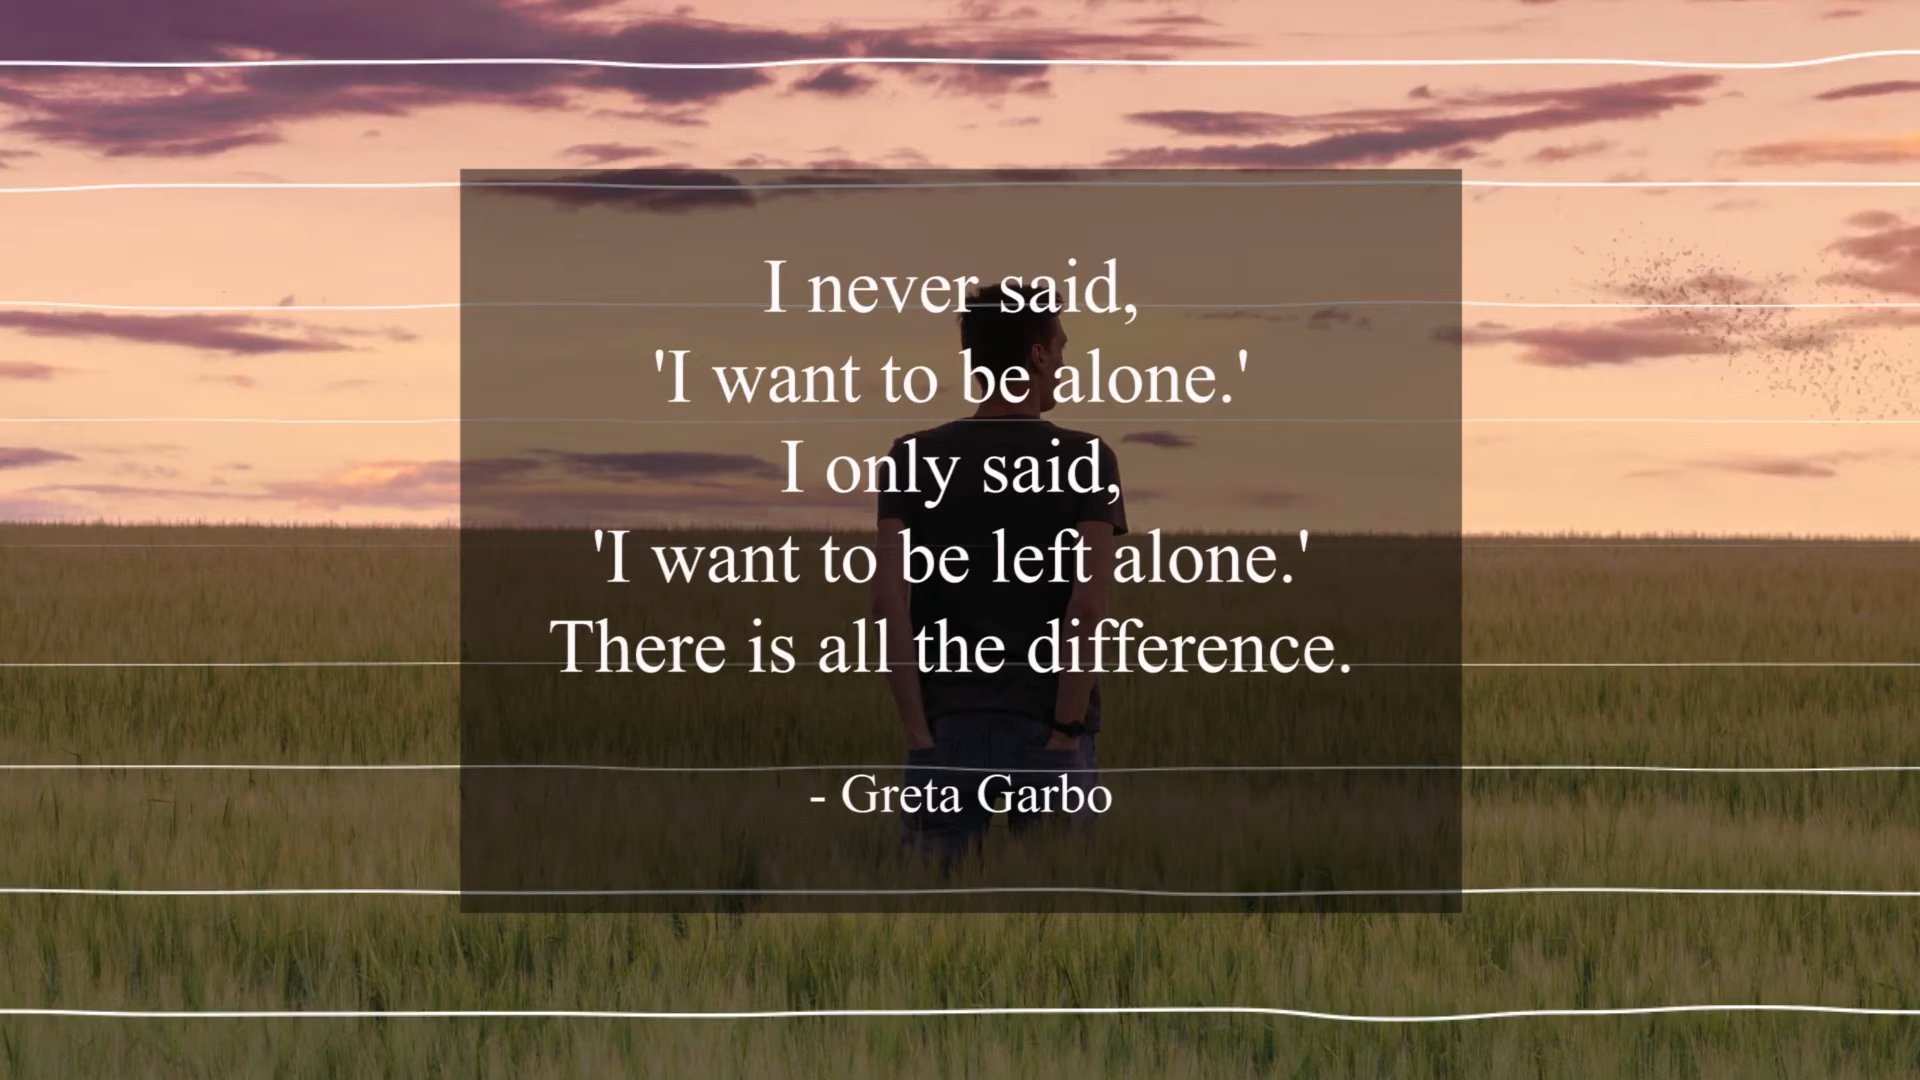 I never said,
'I want to be alone.'
I only said,
'I want to be left alone.'
There is all the difference.
- Greta Garbo